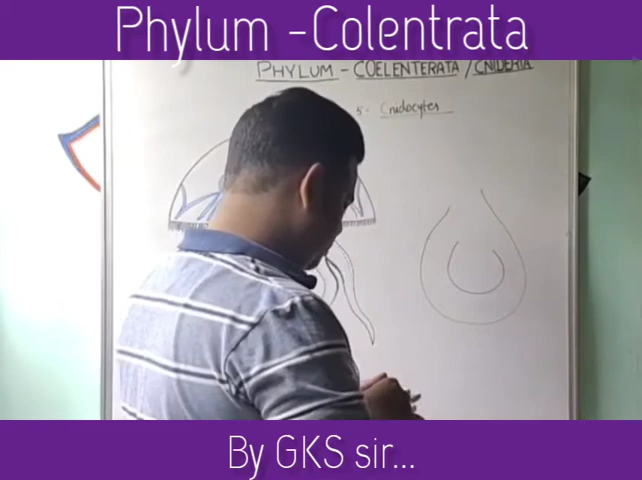 Phylum -Colentrata
PHYLUM - COELENTERATA / CNIDERIA
5- Cnidocytes
By GKS sir...